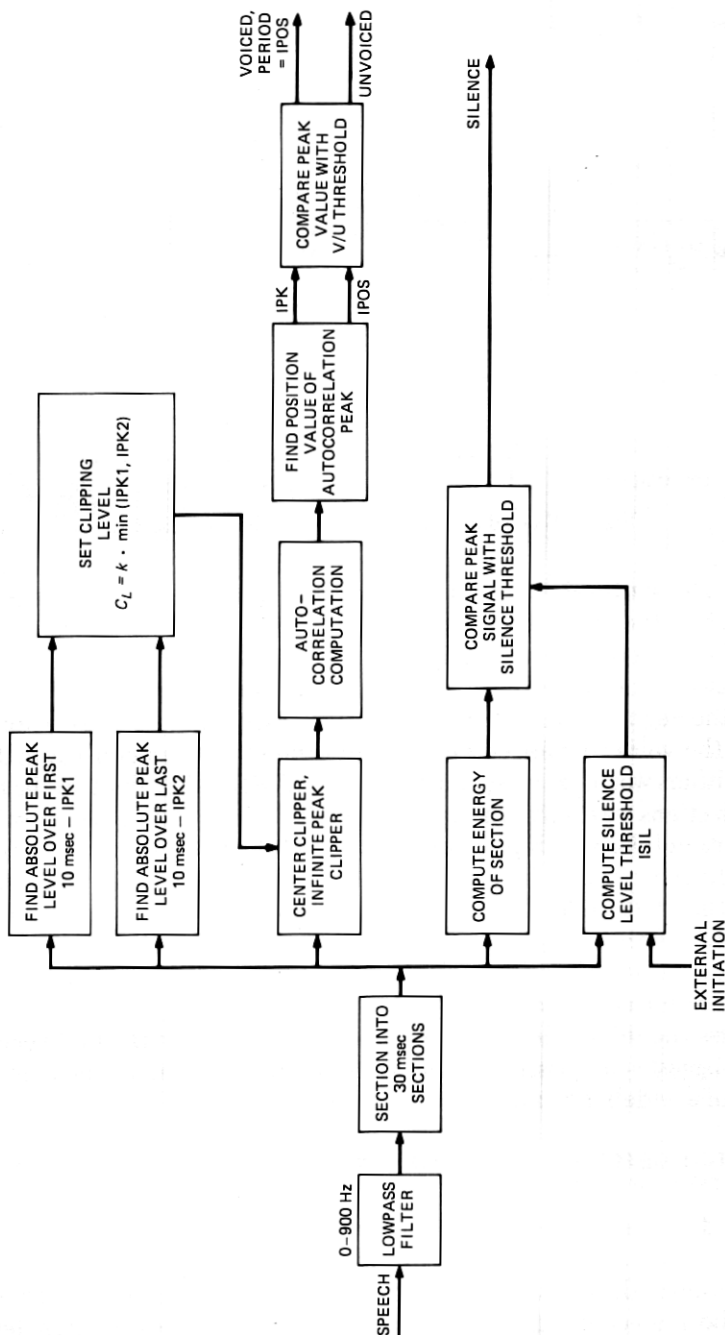 SPEECH
0–900 Hz
LOWPASS
FILTER
SECTION INTO
30 msec
SECTIONS
FIND ABSOLUTE PEAK
LEVEL OVER FIRST
10 msec — IPK1
FIND ABSOLUTE PEAK
LEVEL OVER LAST
10 msec — IPK2
SET CLIPPING
LEVEL
C_L = k · min (IPK1, IPK2)
CENTER CLIPPER,
INFINITE PEAK
CLIPPER
AUTO–
CORRELATION
COMPUTATION
FIND POSITION
VALUE OF
AUTOCORRELATION
PEAK
IPK
IPOS
COMPARE PEAK
VALUE WITH
V/U THRESHOLD
VOICED,
PERIOD
= IPOS
UNVOICED
COMPUTE ENERGY
OF SECTION
COMPARE PEAK
SIGNAL WITH
SILENCE THRESHOLD
SILENCE
COMPUTE SILENCE
LEVEL THRESHOLD
ISIL
EXTERNAL
INITIATION